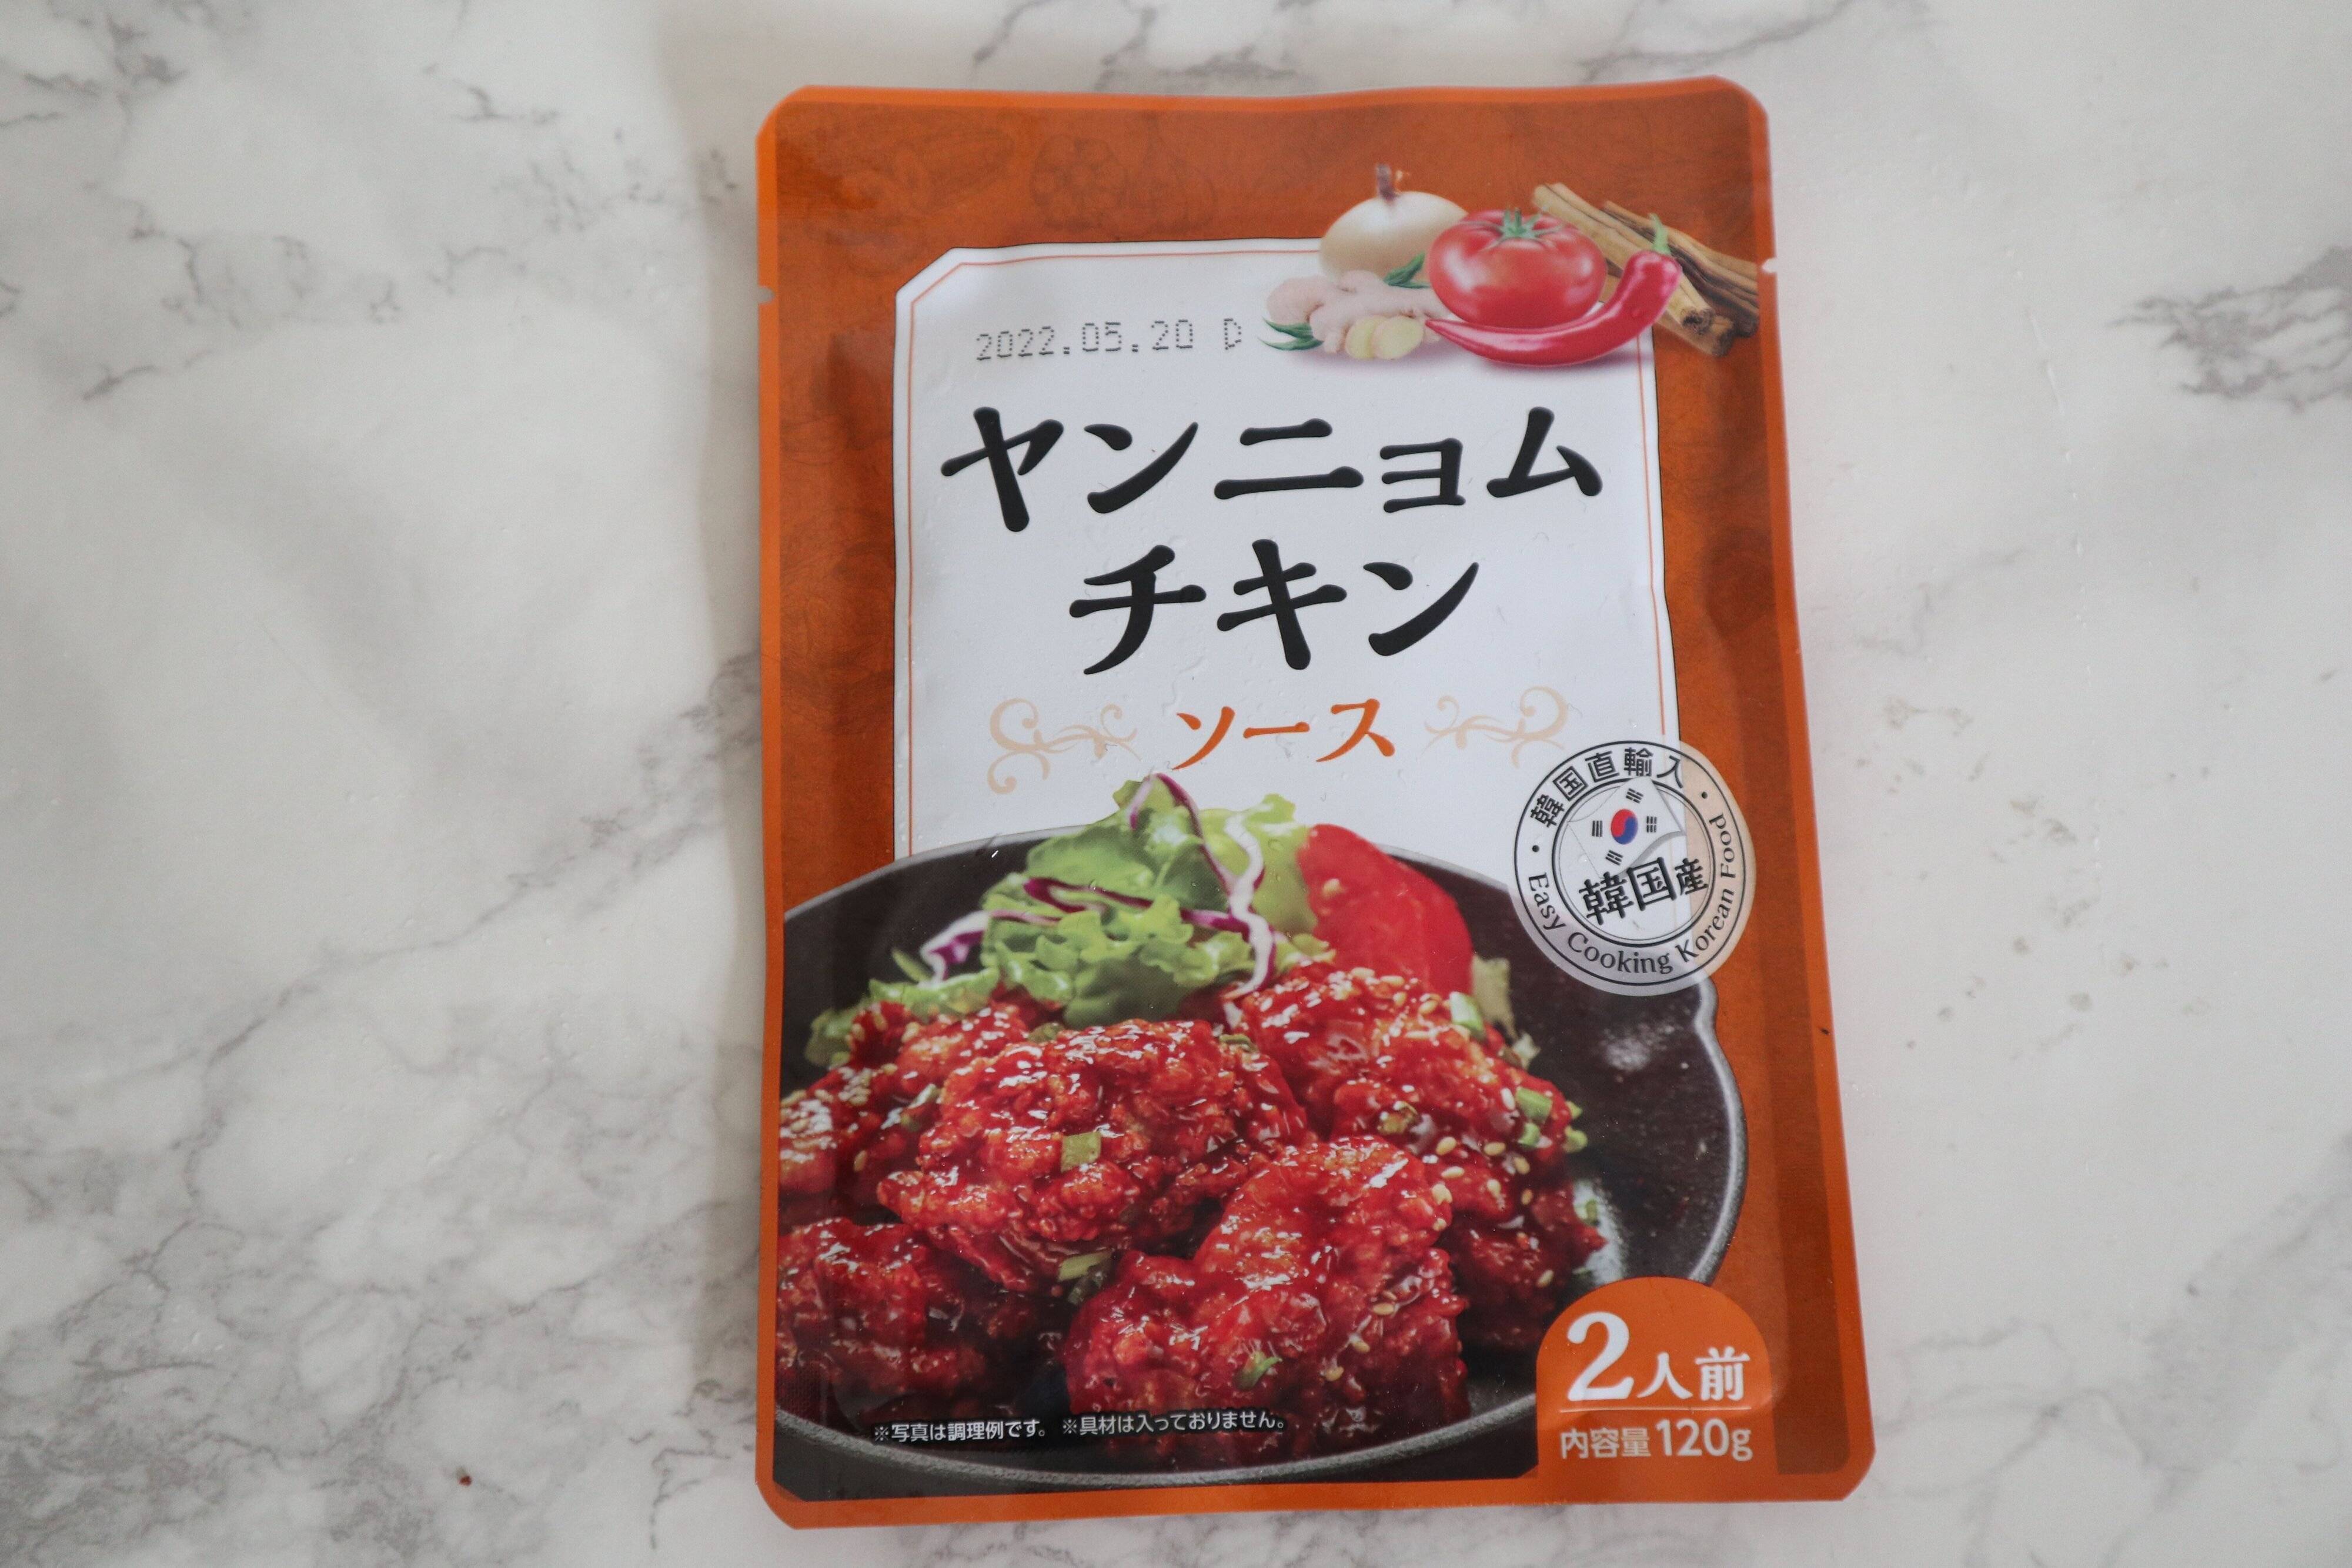 2022.05.20 D
ヤンニョム
チキン
ソース
・韓国直輸入・
韓国産
Easy Cooking Korean Food
2人前
内容量120g
※写真は調理例です。 ※具材は入っておりません。